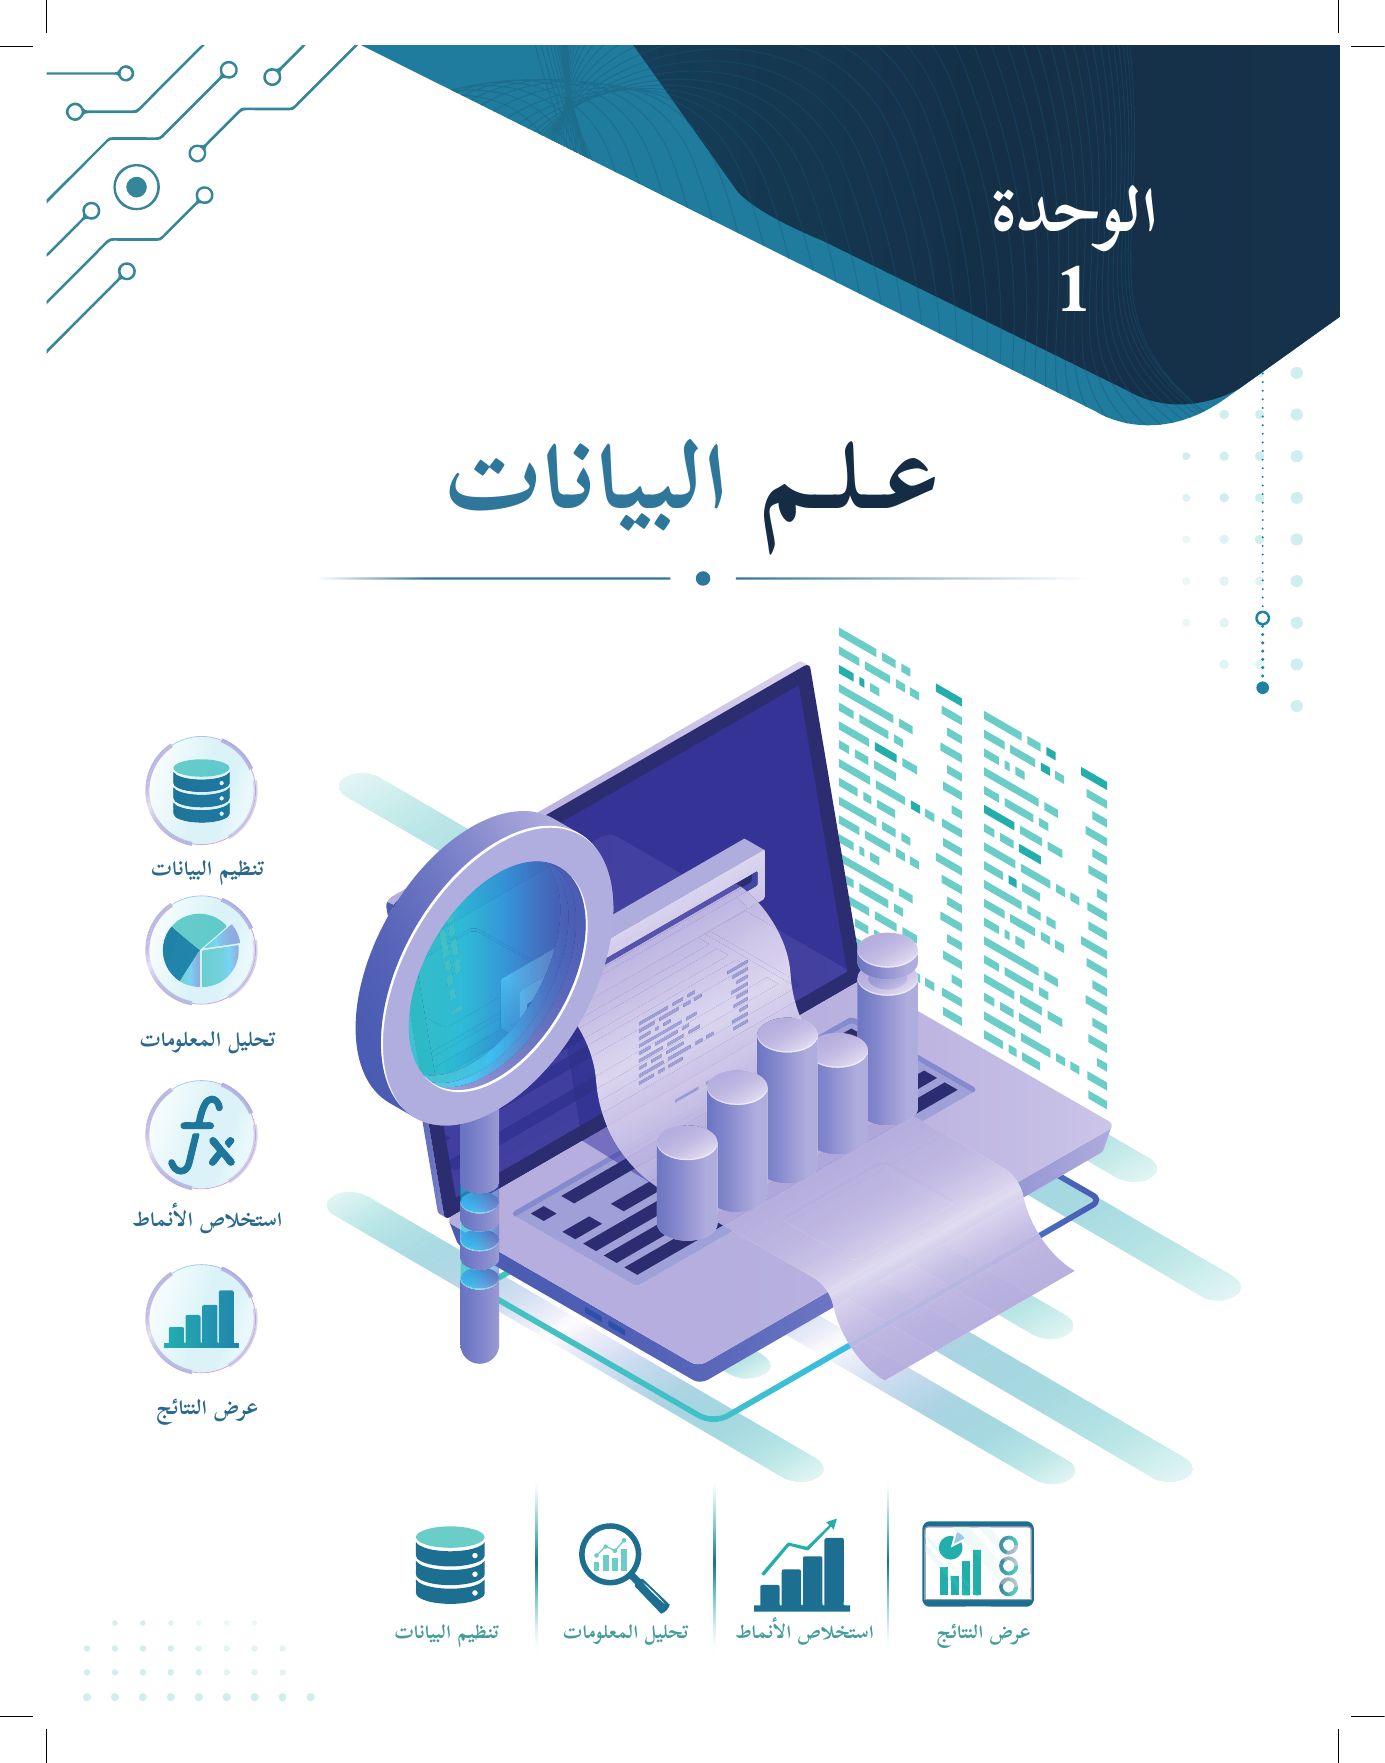 الوحدة
1
علم البيانات
تنظيم البيانات
تحليل المعلومات
fx
استخلاص الأنماط
عرض النتائج
عرض النتائج
استخلاص الأنماط
تحليل المعلومات
تنظيم البيانات